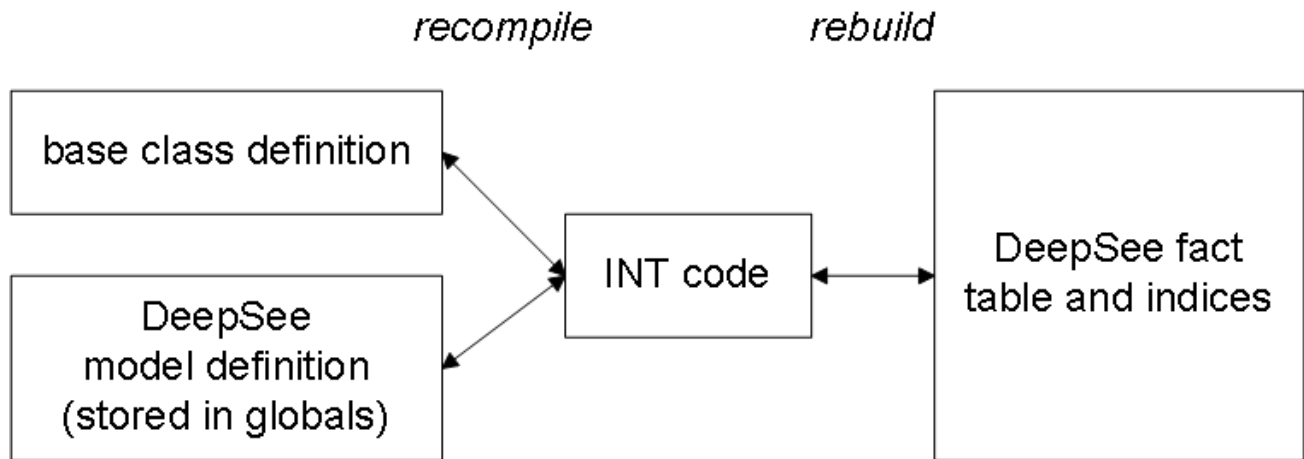 recompile
rebuild
base class definition
DeepSee
model definition
(stored in globals)
INT code
DeepSee fact
table and indices